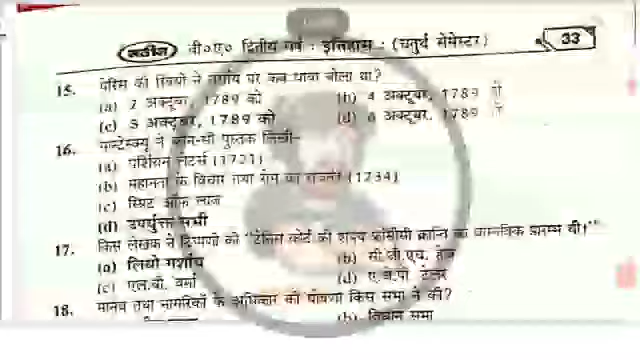 सतीश बी०ए० द्वितीय वर्ष : इतिहास : (चतुर्थ सेमेस्टर) 33
15. पेरिस की स्त्रियों ने वर्साय पर कब धावा बोला था?
(a) 2 अक्टूबर, 1789 को (b) 4 अक्टूबर, 1789 को
(c) 5 अक्टूबर, 1789 को (d) 6 अक्टूबर, 1789 को
16. मान्टेस्क्यू ने कौन-सी पुस्तक लिखी-
(a) पर्शियन लेटर्स (1721)
(b) महानता के विचार तथा रोम का (1734)
(c) स्प्रिट ऑफ लाज
(d) उपर्युक्त सभी
17. किस लेखक ने टिप्पणी की "टेनिस कोर्ट की शपथ फ्रांसीसी क्रान्ति का वास्तविक प्रारम्भ थी।"
(a) लियो गर्शाय (b) सी.जी.एच. हेज
(c) एल.बी. वर्मा (d) ए.जे.पी. टेलर
18. मानव तथा नागरिकों के अधिकार की घोषणा किस सभा ने की?
(b) विधान सभा